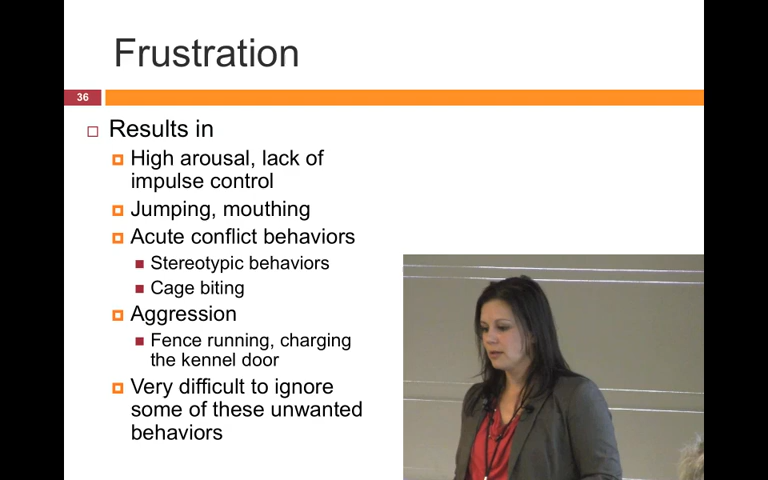 Frustration
36
Results in
High arousal, lack of
impulse control
Jumping, mouthing
Acute conflict behaviors
Stereotypic behaviors
Cage biting
Aggression
Fence running, charging
the kennel door
Very difficult to ignore
some of these unwanted
behaviors